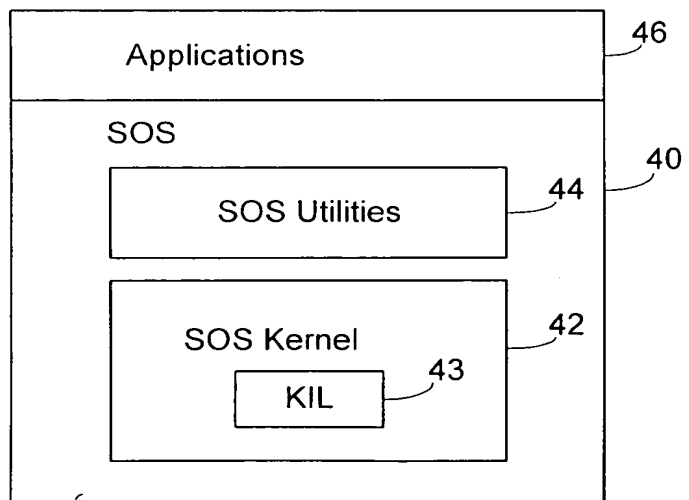 Applications
46
SOS
40
SOS Utilities
44
SOS Kernel
42
KIL
43